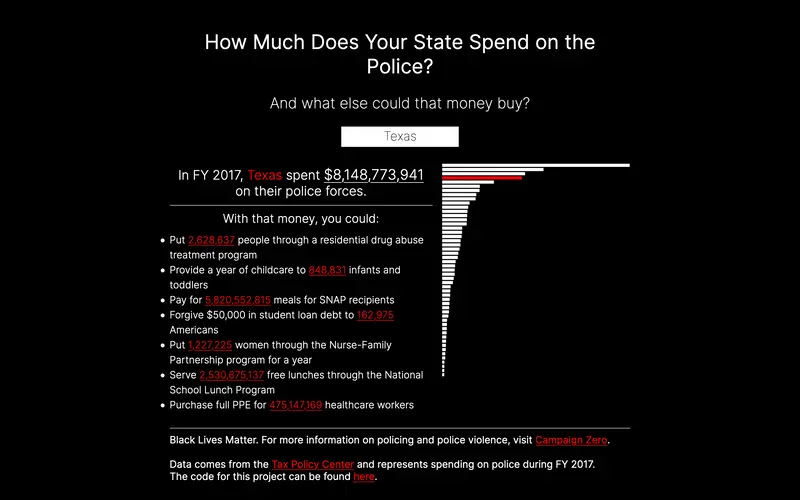 How Much Does Your State Spend on the
Police?
And what else could that money buy?
Texas
In FY 2017, Texas spent $8,148,773,941
on their police forces.
With that money, you could:
Put 2,628,637 people through a residential drug abuse
treatment program
Provide a year of childcare to 848,831 infants and
toddlers
Pay for 5,820,552,815 meals for SNAP recipients
Forgive $50,000 in student loan debt to 162,975
Americans
Put 1,227,225 women through the Nurse-Family
Partnership program for a year
Serve 2,530,675,137 free lunches through the National
School Lunch Program
Purchase full PPE for 475,147,169 healthcare workers
Black Lives Matter. For more information on policing and police violence, visit Campaign Zero.
Data comes from the Tax Policy Center and represents spending on police during FY 2017.
The code for this project can be found here.